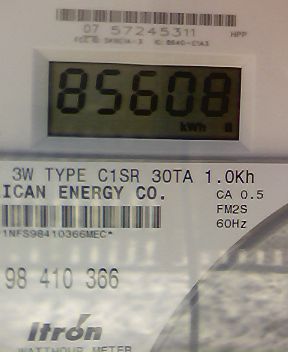 07 57245311 HPP
85608
kWh
3W TYPE C1SR 30TA 1.0Kh
ICAN ENERGY CO. CA 0.5
FM2S
60Hz
1NFS98410366MEC*
98 410 366
Itron
WATTHOUR METER